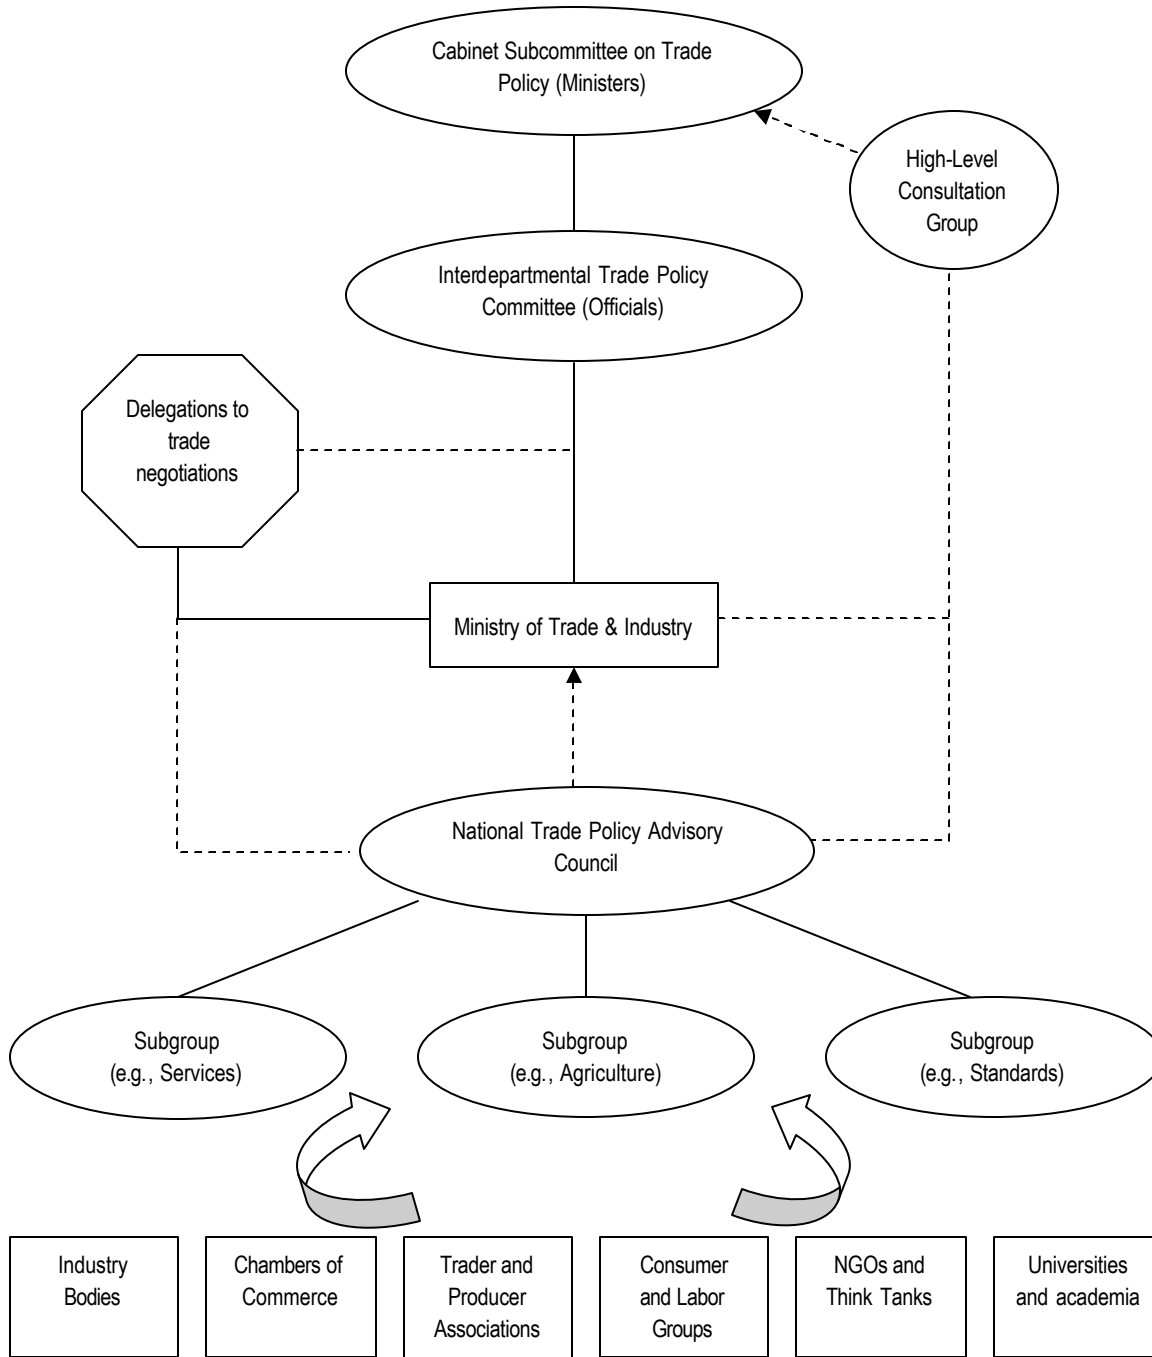 Cabinet Subcommittee on Trade
Policy (Ministers)
High-Level
Consultation
Group
Interdepartmental Trade Policy
Committee (Officials)
Delegations to
trade
negotiations
Ministry of Trade & Industry
National Trade Policy Advisory
Council
Subgroup
(e.g., Services)
Subgroup
(e.g., Agriculture)
Subgroup
(e.g., Standards)
Industry
Bodies
Chambers of
Commerce
Trader and
Producer
Associations
Consumer
and Labor
Groups
NGOs and
Think Tanks
Universities
and academia